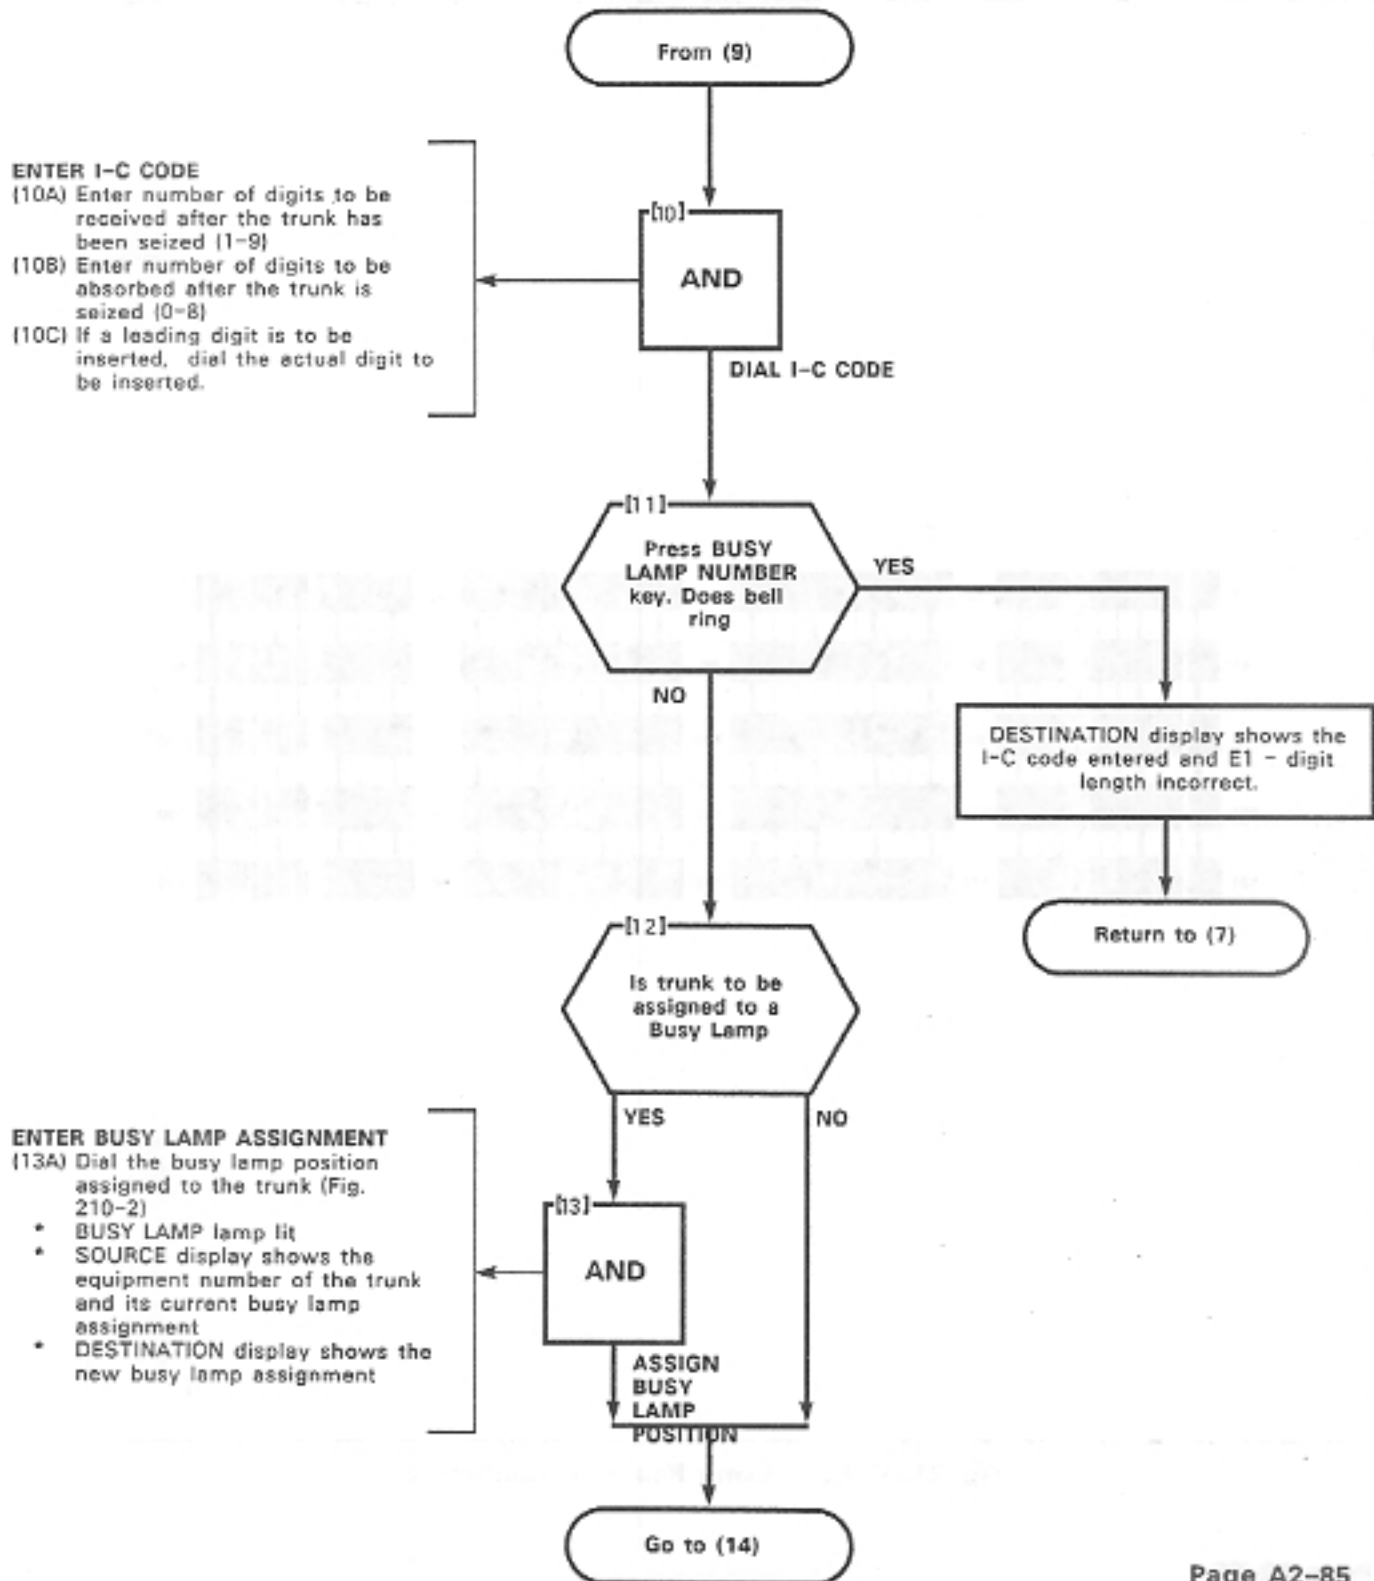 From (9)
ENTER I-C CODE
(10A) Enter number of digits to be
received after the trunk has
been seized (1-9)
(10B) Enter number of digits to be
absorbed after the trunk is
seized (0-8)
(10C) If a leading digit is to be
inserted, dial the actual digit to
be inserted.
[10]
AND
DIAL I-C CODE
[11]
Press BUSY
LAMP NUMBER
key. Does bell
ring
YES
NO
DESTINATION display shows the
I-C code entered and E1 - digit
length incorrect.
Return to (7)
[12]
Is trunk to be
assigned to a
Busy Lamp
YES
NO
ENTER BUSY LAMP ASSIGNMENT
(13A) Dial the busy lamp position
assigned to the trunk (Fig.
210-2)
* BUSY LAMP lamp lit
* SOURCE display shows the
equipment number of the trunk
and its current busy lamp
assignment
* DESTINATION display shows the
new busy lamp assignment
[13]
AND
ASSIGN
BUSY
LAMP
POSITION
Go to (14)
Page A2-85